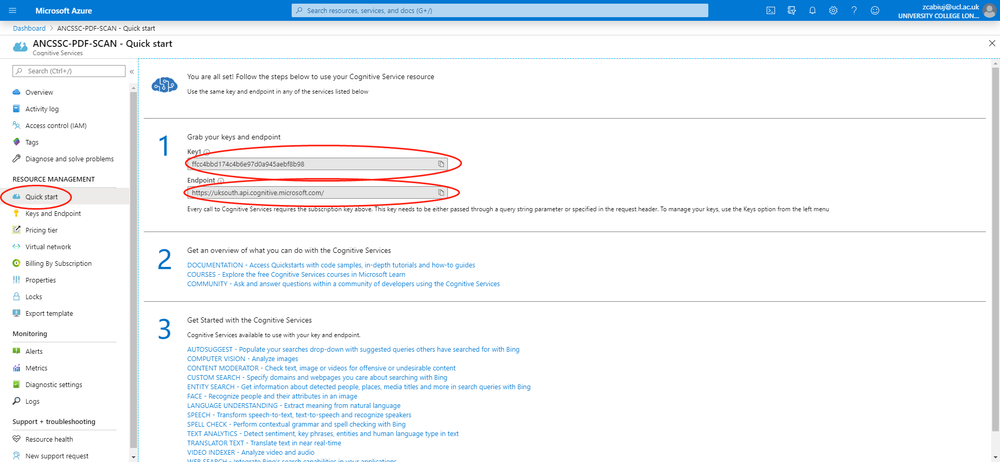 Microsoft Azure
Search resources, services, and docs (G+/)
zcabiuj@ucl.ac.uk
UNIVERSITY COLLEGE LON...
Dashboard > ANCSSC-PDF-SCAN - Quick start
ANCSSC-PDF-SCAN - Quick start
Cognitive Services
Search (Ctrl+/)
«
Overview
Activity log
Access control (IAM)
Tags
Diagnose and solve problems
RESOURCE MANAGEMENT
Quick start
Keys and Endpoint
Pricing tier
Virtual network
Billing By Subscription
Properties
Locks
Export template
Monitoring
Alerts
Metrics
Diagnostic settings
Logs
Support + troubleshooting
Resource health
New support request
You are all set! Follow the steps below to use your Cognitive Service resource
Use the same key and endpoint in any of the services listed below
1
Grab your keys and endpoint
Key1
ffcc4bbd174c4b6e97d0a945aebf8b98
Endpoint
https://uksouth.api.cognitive.microsoft.com/
Every call to Cognitive Services requires the subscription key above. This key needs to be either passed through a query string parameter or specified in the request header. To manage your keys, use the Keys option from the left menu
2
Get an overview of what you can do with the Cognitive Services
DOCUMENTATION - Access Quickstarts with code samples, in-depth tutorials and how-to guides
COURSES - Explore the free Cognitive Services courses in Microsoft Learn
COMMUNITY - Ask and answer questions within a community of developers using the Cognitive Services
3
Get Started with the Cognitive Services
Cognitive Services available to use with your key and endpoint.
AUTOSUGGEST - Populate your searches drop-down with suggested queries others have searched for with Bing
COMPUTER VISION - Analyze images
CONTENT MODERATOR - Check text, image or videos for offensive or undesirable content
CUSTOM SEARCH - Specify domains and webpages you care about searching with Bing
ENTITY SEARCH - Get information about detected people, places, media titles and more in search queries with Bing
FACE - Recognize people and their attributes in an image
LANGUAGE UNDERSTANDING - Extract meaning from natural language
SPEECH - Transform speech-to-text, text-to-speech and recognize speakers
SPELL CHECK - Perform contextual grammar and spell checking with Bing
TEXT ANALYTICS - Detect sentiment, key phrases, entities and human language type in text
TRANSLATOR TEXT - Translate text in near real-time
VIDEO INDEXER - Analyze video and audio
WEB SEARCH - Integrate Bing's search capabilities in your applications